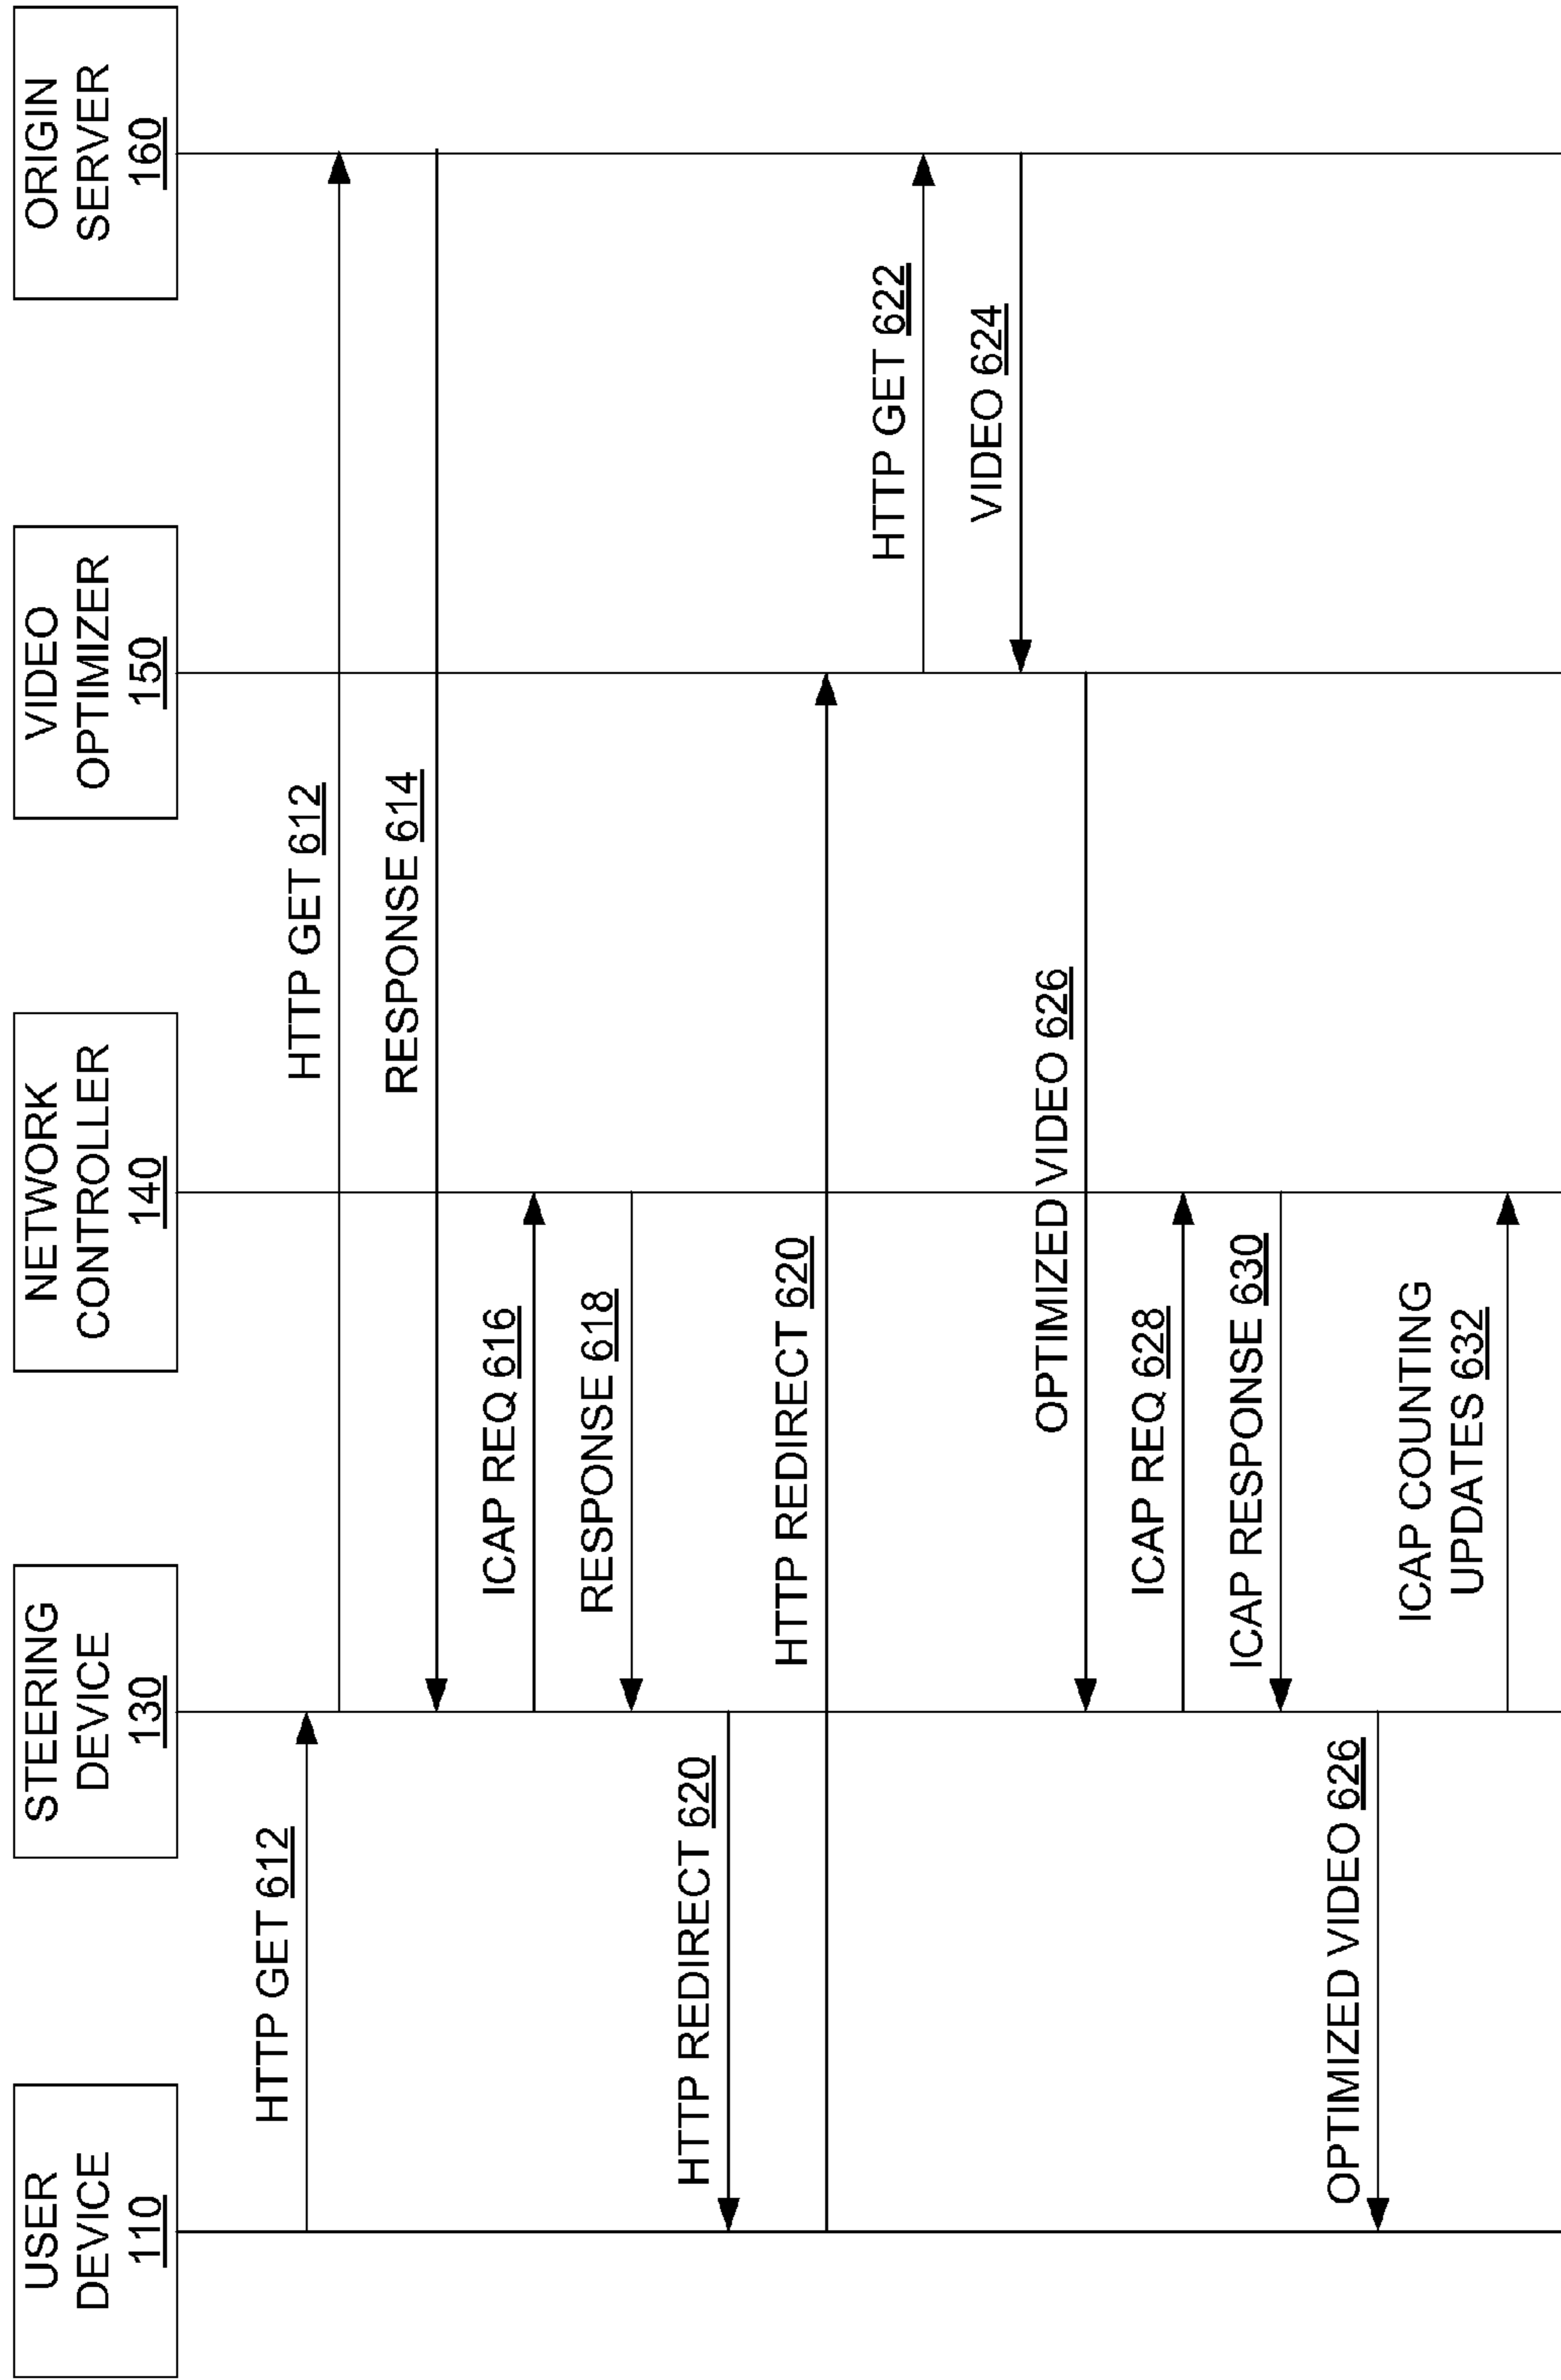 USER
DEVICE
110
STEERING
DEVICE
130
NETWORK
CONTROLLER
140
VIDEO
OPTIMIZER
150
ORIGIN
SERVER
160
HTTP GET 612
HTTP GET 612
RESPONSE 614
ICAP REQ 616
RESPONSE 618
HTTP REDIRECT 620
HTTP REDIRECT 620
HTTP GET 622
VIDEO 624
OPTIMIZED VIDEO 626
ICAP REQ 628
ICAP RESPONSE 630
OPTIMIZED VIDEO 626
ICAP COUNTING
UPDATES 632